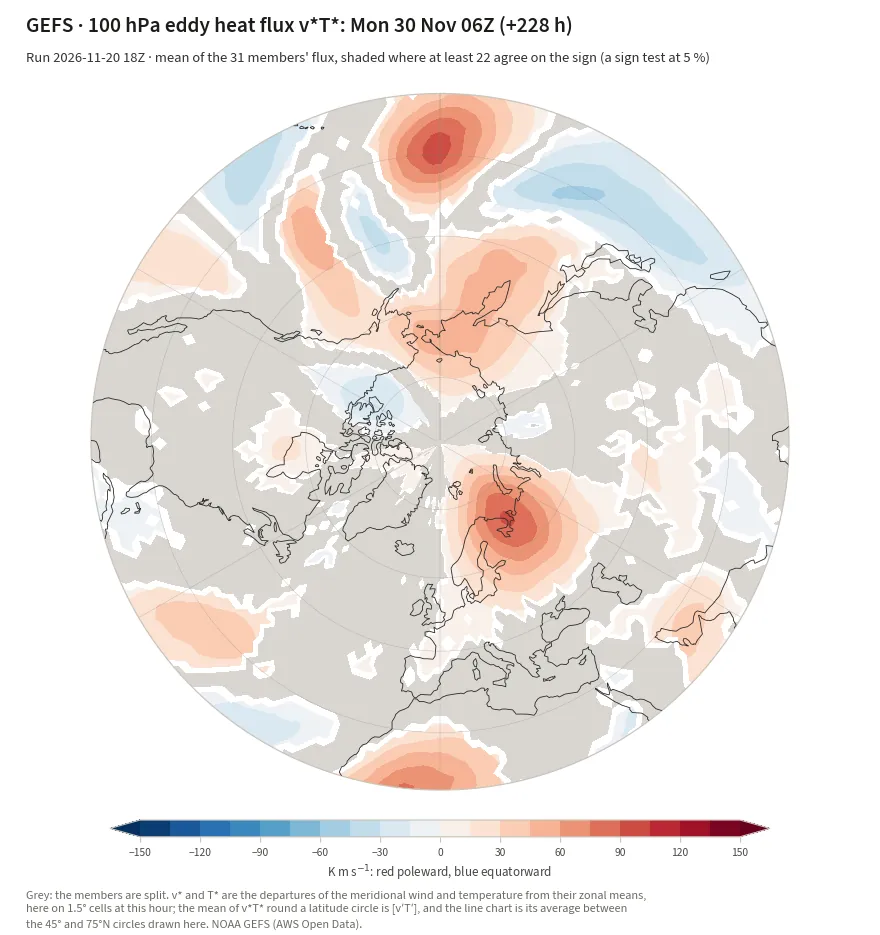 GEFS · 100 hPa eddy heat flux v*T*: Mon 30 Nov 06Z (+228 h)
Run 2026-11-20 18Z · mean of the 31 members' flux, shaded where at least 22 agree on the sign (a sign test at 5 %)
−150 −120 −90 −60 −30 0 30 60 90 120 150
K m s⁻¹: red poleward, blue equatorward
Grey: the members are split. v* and T* are the departures of the meridional wind and temperature from their zonal means,
here on 1.5° cells at this hour; the mean of v*T* round a latitude circle is [v'T'], and the line chart is its average between
the 45° and 75°N circles drawn here. NOAA GEFS (AWS Open Data).